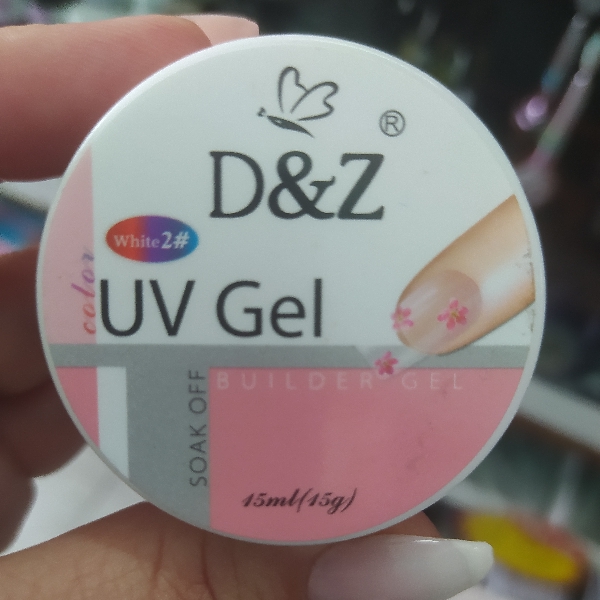 ®
D&Z
White2#
color
UV Gel
BUILDER GEL
SOAK OFF
15ml(15g)